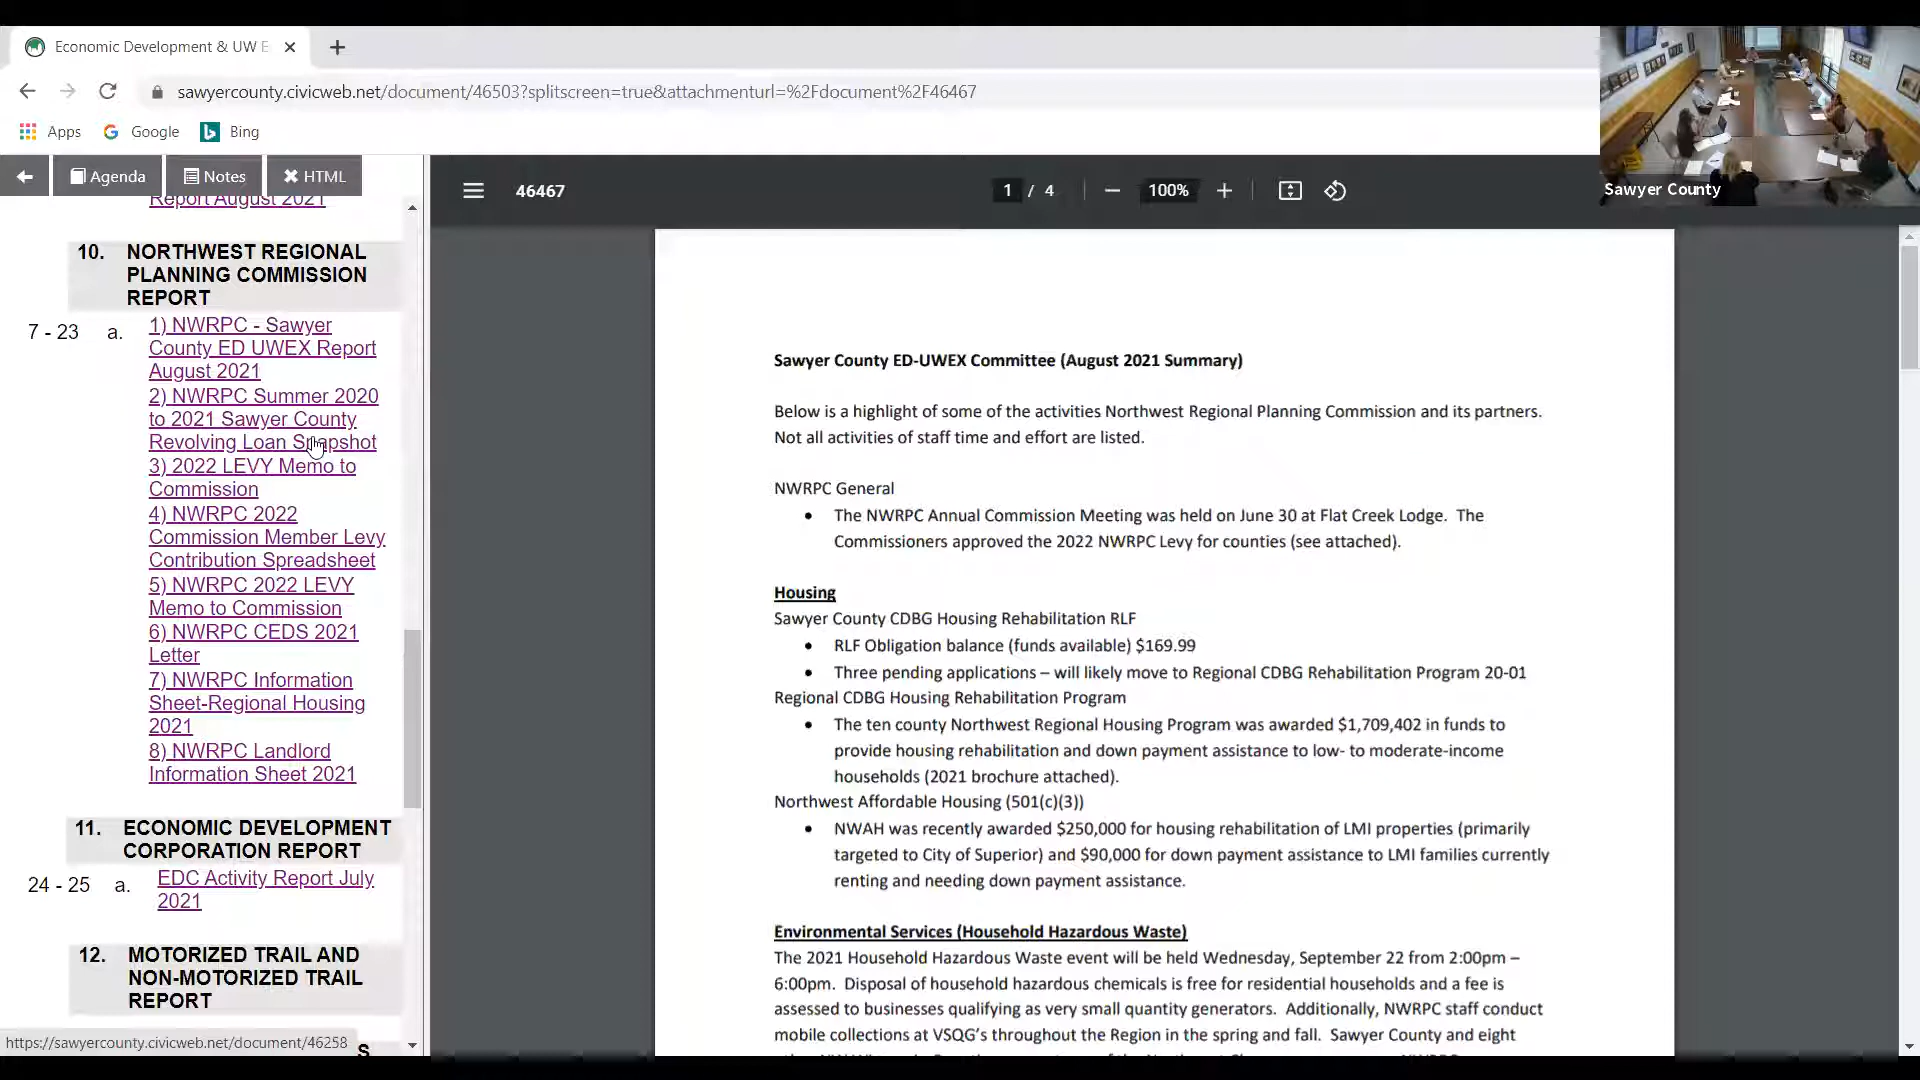 Economic Development & UW E
sawyercounty.civicweb.net/document/46503?splitscreen=true&attachmenturl=%2Fdocument%2F46467
Apps Google Bing
Agenda Notes HTML
46467 1 / 4 100%
Sawyer County
Report August 2021
10. NORTHWEST REGIONAL
PLANNING COMMISSION
REPORT
7 - 23 a. 1) NWRPC - Sawyer
County ED UWEX Report
August 2021
2) NWRPC Summer 2020
to 2021 Sawyer County
Revolving Loan Snapshot
3) 2022 LEVY Memo to
Commission
4) NWRPC 2022
Commission Member Levy
Contribution Spreadsheet
5) NWRPC 2022 LEVY
Memo to Commission
6) NWRPC CEDS 2021
Letter
7) NWRPC Information
Sheet-Regional Housing
2021
8) NWRPC Landlord
Information Sheet 2021
11. ECONOMIC DEVELOPMENT
CORPORATION REPORT
24 - 25 a. EDC Activity Report July
2021
12. MOTORIZED TRAIL AND
NON-MOTORIZED TRAIL
REPORT
https://sawyercounty.civicweb.net/document/46258
Sawyer County ED-UWEX Committee (August 2021 Summary)
Below is a highlight of some of the activities Northwest Regional Planning Commission and its partners.
Not all activities of staff time and effort are listed.
NWRPC General
• The NWRPC Annual Commission Meeting was held on June 30 at Flat Creek Lodge. The
Commissioners approved the 2022 NWRPC Levy for counties (see attached).
Housing
Sawyer County CDBG Housing Rehabilitation RLF
• RLF Obligation balance (funds available) $169.99
• Three pending applications – will likely move to Regional CDBG Rehabilitation Program 20-01
Regional CDBG Housing Rehabilitation Program
• The ten county Northwest Regional Housing Program was awarded $1,709,402 in funds to
provide housing rehabilitation and down payment assistance to low- to moderate-income
households (2021 brochure attached).
Northwest Affordable Housing (501(c)(3))
• NWAH was recently awarded $250,000 for housing rehabilitation of LMI properties (primarily
targeted to City of Superior) and $90,000 for down payment assistance to LMI families currently
renting and needing down payment assistance.
Environmental Services (Household Hazardous Waste)
The 2021 Household Hazardous Waste event will be held Wednesday, September 22 from 2:00pm –
6:00pm. Disposal of household hazardous chemicals is free for residential households and a fee is
assessed to businesses qualifying as very small quantity generators. Additionally, NWRPC staff conduct
mobile collections at VSQG's throughout the Region in the spring and fall. Sawyer County and eight